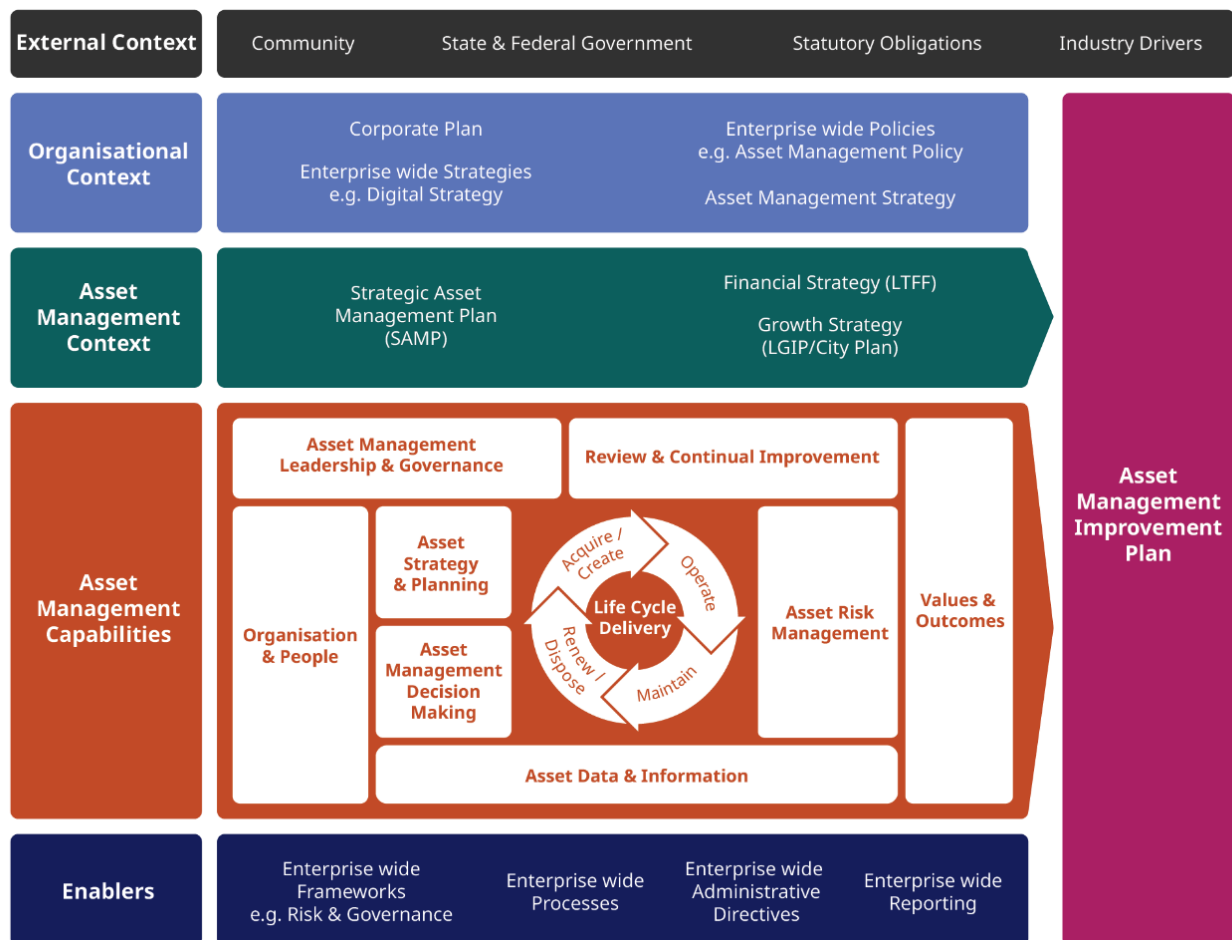 External Context
Community
State & Federal Government
Statutory Obligations
Industry Drivers
Organisational
Context
Corporate Plan
Enterprise wide Strategies
e.g. Digital Strategy
Enterprise wide Policies
e.g. Asset Management Policy
Asset Management Strategy
Asset
Management
Context
Strategic Asset
Management Plan
(SAMP)
Financial Strategy (LTFF)
Growth Strategy
(LGIP/City Plan)
Asset
Management
Capabilities
Asset Management
Leadership & Governance
Review & Continual Improvement
Organisation
& People
Asset
Strategy
& Planning
Asset
Management
Decision
Making
Acquire /
Create
Operate
Maintain
Renew /
Dispose
Life Cycle
Delivery
Asset Risk
Management
Values &
Outcomes
Asset Data & Information
Asset
Management
Improvement
Plan
Enablers
Enterprise wide
Frameworks
e.g. Risk & Governance
Enterprise wide
Processes
Enterprise wide
Administrative
Directives
Enterprise wide
Reporting